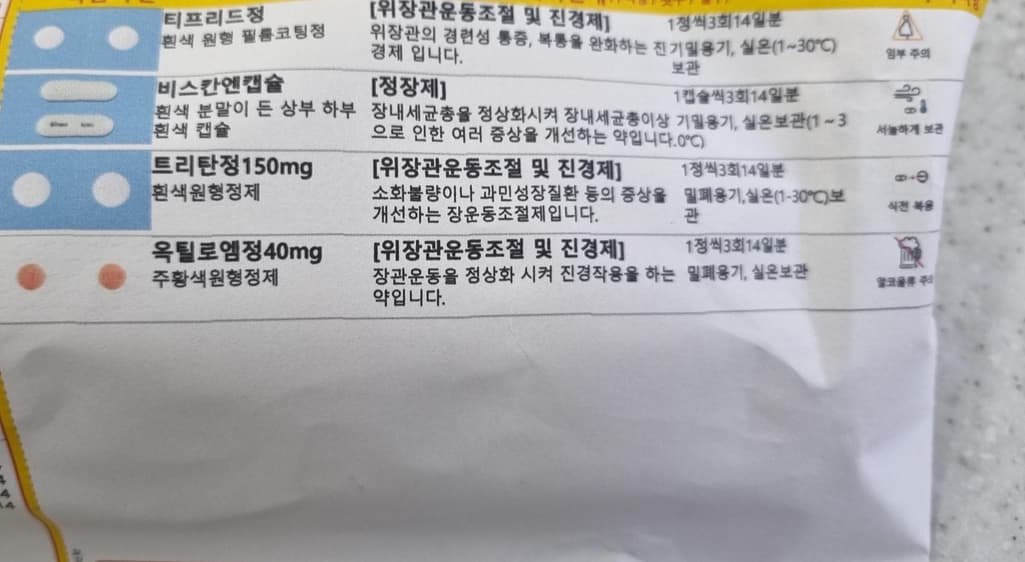 티프리드정
흰색 원형 필름코팅정
[위장관운동조절 및 진경제]
위장관의 경련성 통증, 복통을 완화하는 진
경제 입니다.
1정씩3회14일분
기밀용기, 실온(1~30℃)
보관
임부 주의
비스칸엔캡슐
흰색 분말이 든 상부 하부
흰색 캡슐
[정장제]
장내세균총을 정상화시켜 장내세균총이상
으로 인한 여러 증상을 개선하는 약입니다.
1캡슐씩3회14일분
기밀용기, 실온보관(1~3
0℃)
서늘하게 보관
트리탄정150mg
흰색원형정제
[위장관운동조절 및 진경제]
소화불량이나 과민성장질환 등의 증상을
개선하는 장운동조절제입니다.
1정씩3회14일분
밀폐용기,실온(1-30℃)보
관
식전 복용
옥틸로엠정40mg
주황색원형정제
[위장관운동조절 및 진경제]
장관운동을 정상화 시켜 진경작용을 하는
약입니다.
1정씩3회14일분
밀폐용기, 실온보관
알코올류 주의